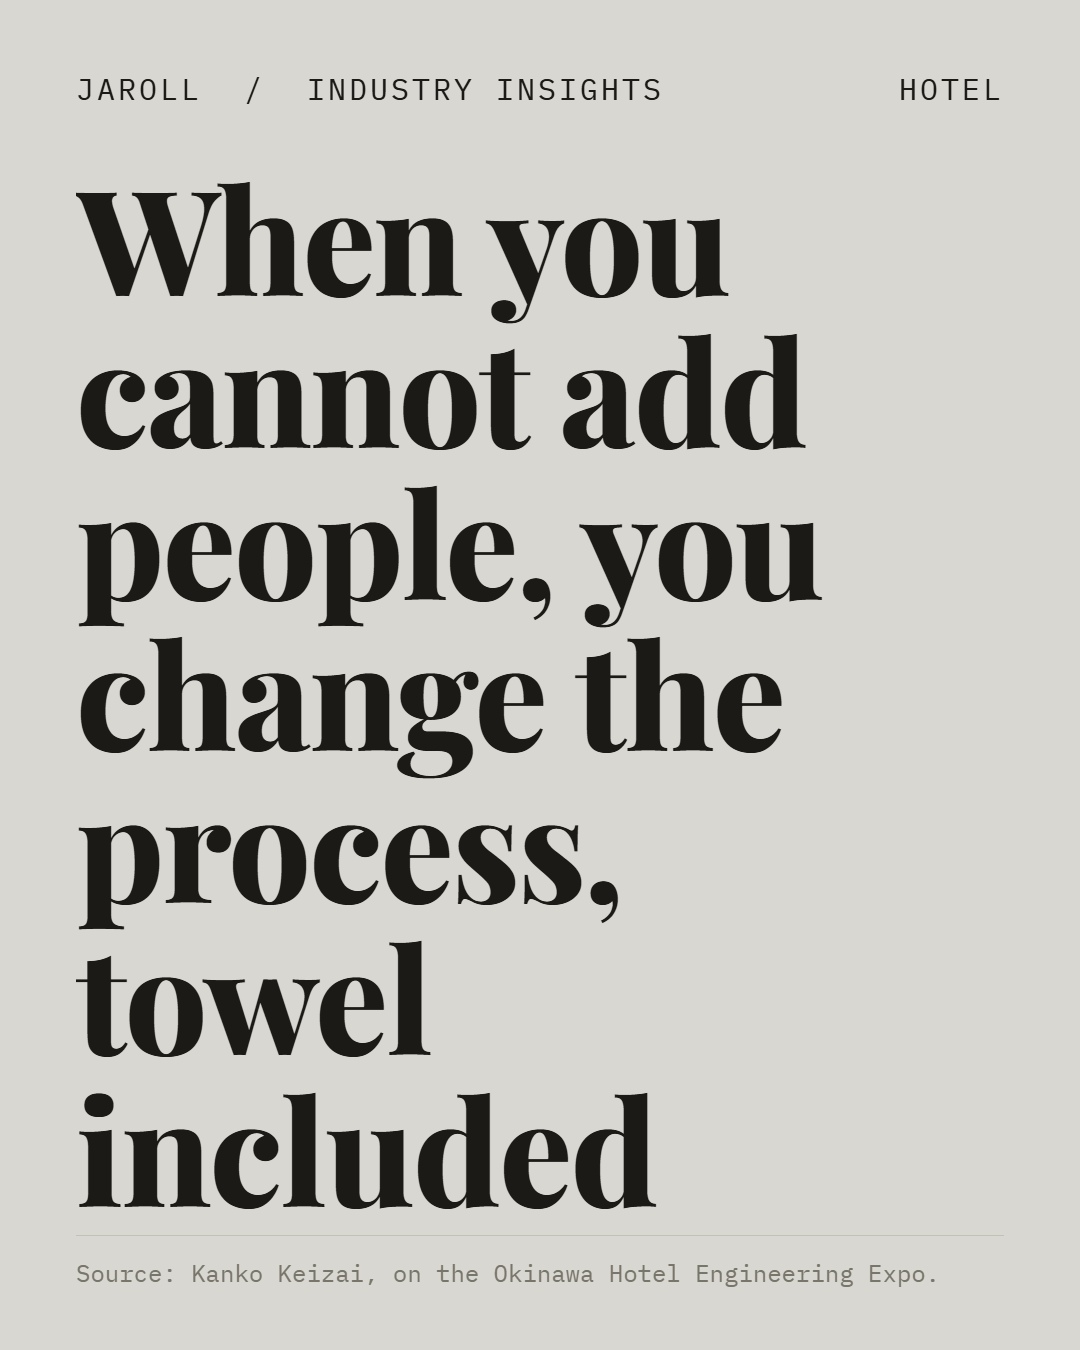 JAROLL / INDUSTRY INSIGHTS HOTEL
When you
cannot add
people, you
change the
process,
towel
included
Source: Kanko Keizai, on the Okinawa Hotel Engineering Expo.